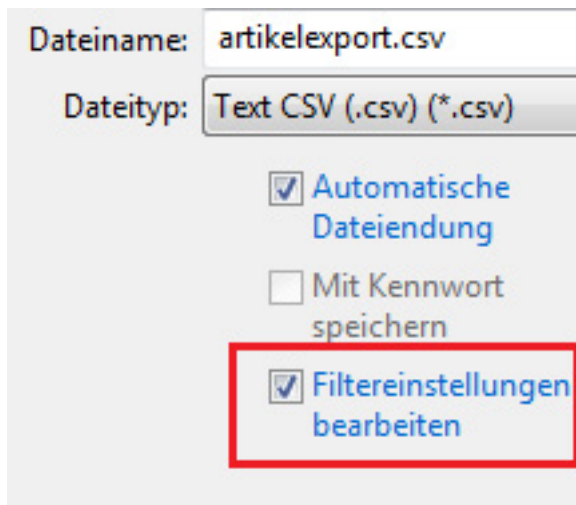 Dateiname: artikelexport.csv
Dateityp: Text CSV (.csv) (*.csv)
Automatische
Dateiendung
Mit Kennwort
speichern
Filtereinstellungen
bearbeiten